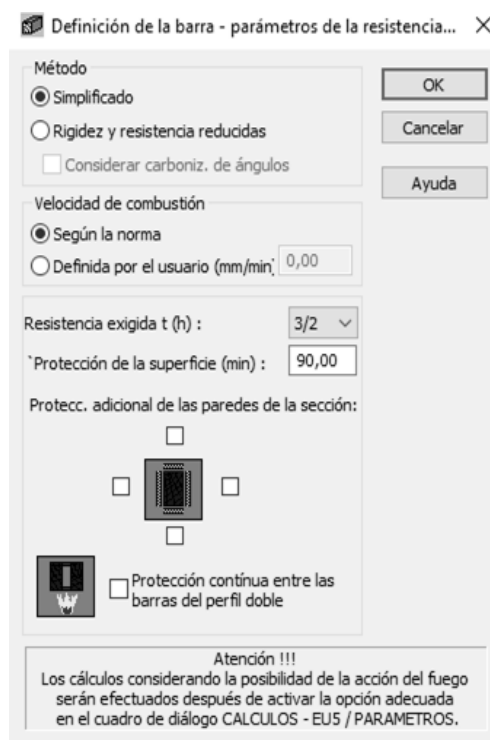 Definición de la barra - parámetros de la resistencia...
Método
Simplificado
OK
Rigidez y resistencia reducidas
Cancelar
Considerar carboniz. de ángulos
Ayuda
Velocidad de combustión
Según la norma
Definida por el usuario (mm/min) 0,00
Resistencia exigida t (h) : 3/2
`Protección de la superficie (min) : 90,00
Protecc. adicional de las paredes de la sección:
Protección contínua entre las
barras del perfil doble
Atención !!!
Los cálculos considerando la posibilidad de la acción del fuego
serán efectuados después de activar la opción adecuada
en el cuadro de diálogo CALCULOS - EU5 / PARAMETROS.